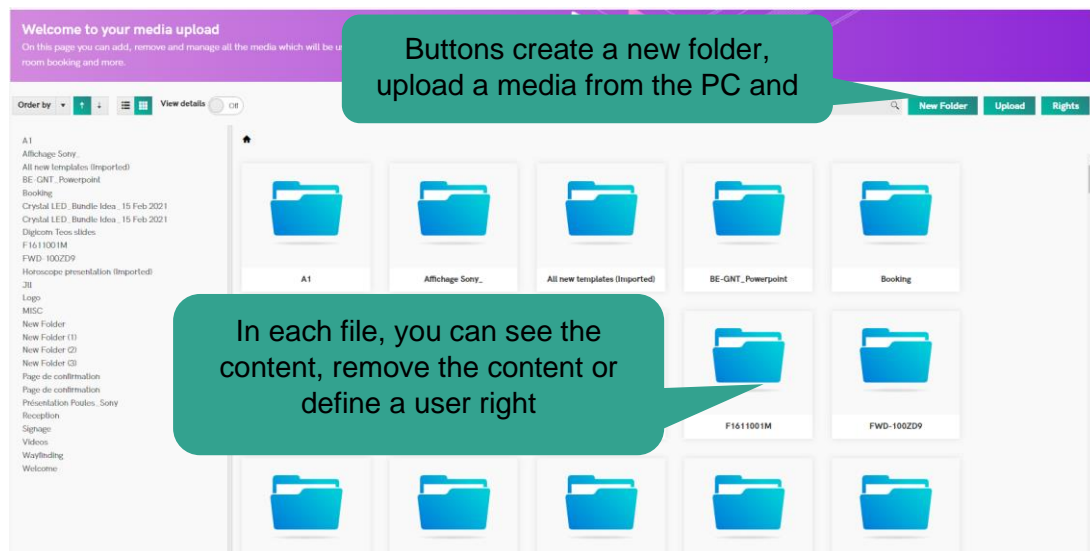 Welcome to your media upload
On this page you can add, remove and manage all the media which will be u
room booking and more.
Buttons create a new folder,
upload a media from the PC and
Order by
View details
Off
New Folder
Upload
Rights
A1
Affichage Sony_
All new templates (Imported)
BE-GNT_Powerpoint
Booking
Crystal LED_Bundle Idea_15 Feb 2021
Crystal LED_Bundle Idea_15 Feb 2021
Digicom Teos slides
F1611001M
FWD-100ZD9
Horoscope presentation (Imported)
Logo
MISC
New Folder
New Folder (1)
New Folder (2)
New Folder (3)
Page de confirmation
Page de confirmation
Présentation Poules_Sony
Reception
Signage
Videos
Wayfinding
Welcome
A1
Affichage Sony_
All new templates (Imported)
BE-GNT_Powerpoint
Booking
In each file, you can see the
content, remove the content or
define a user right
F1611001M
FWD-100ZD9